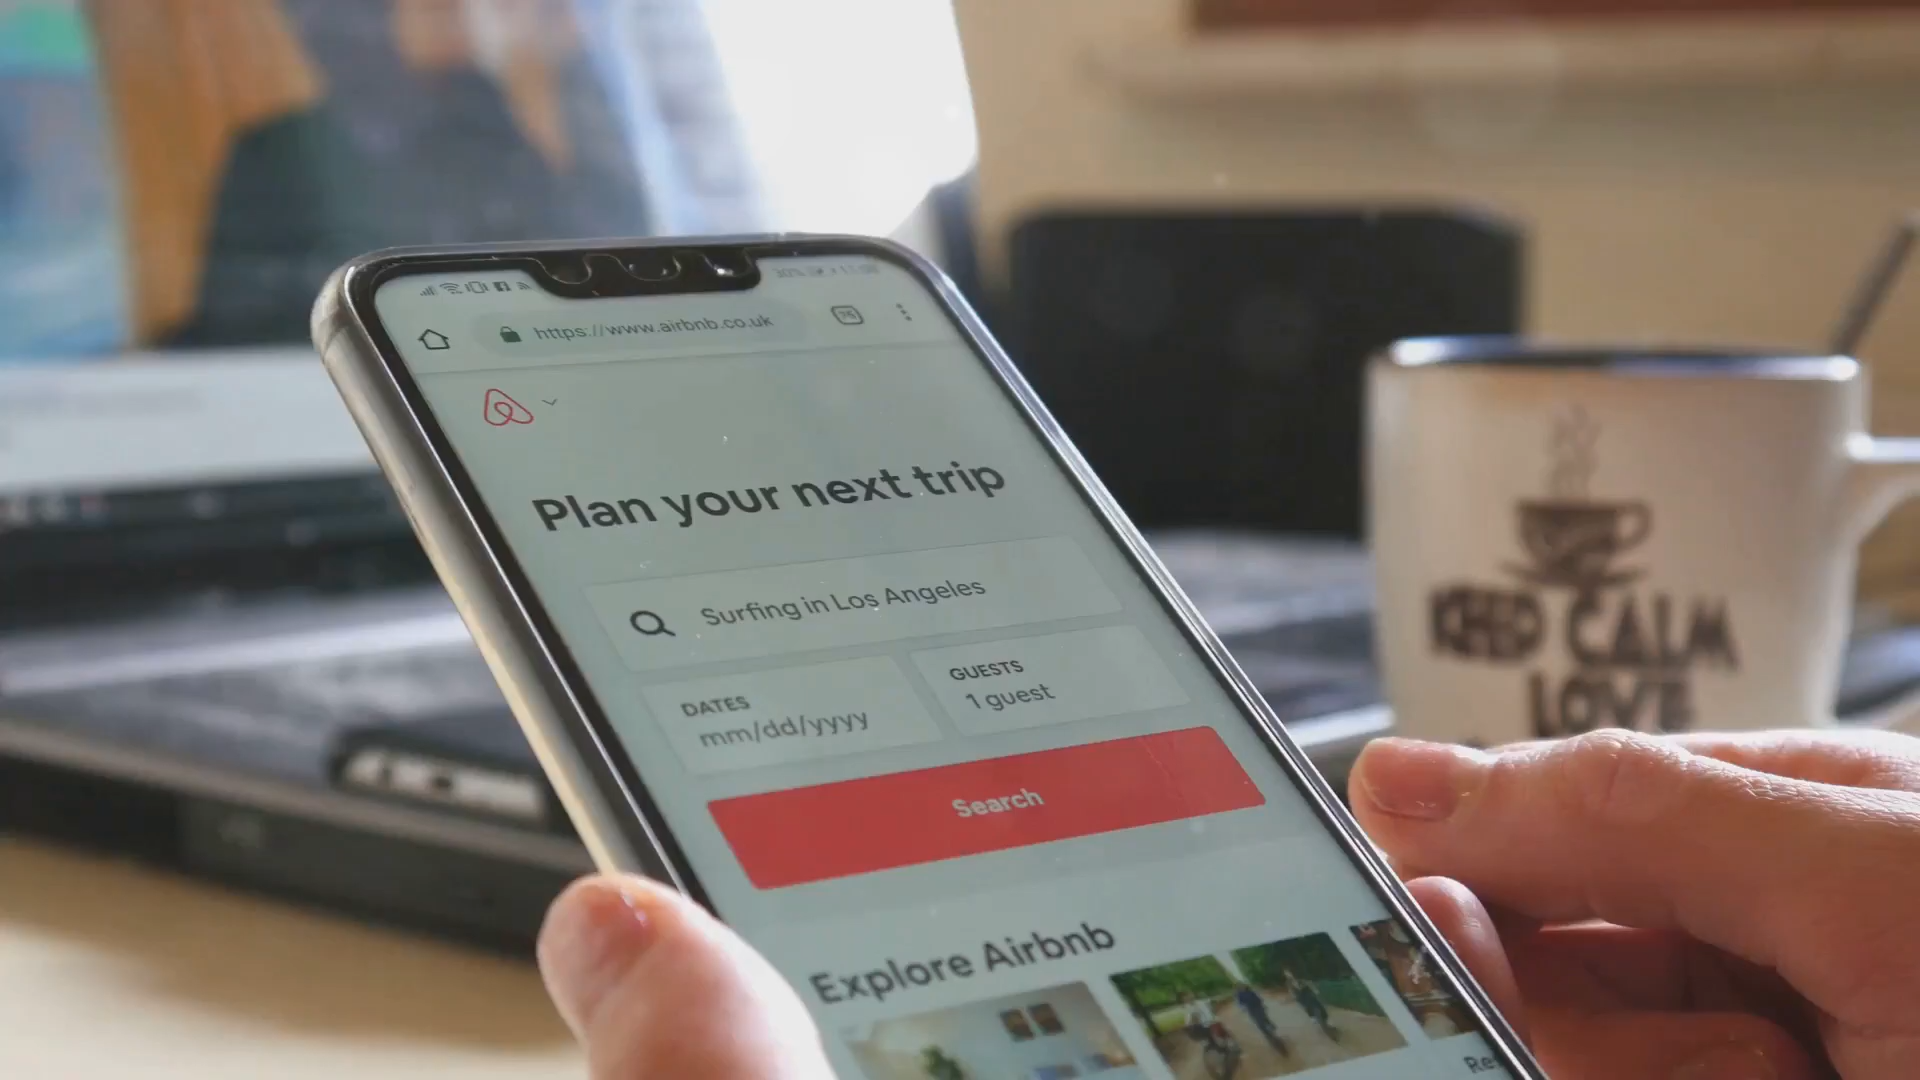 https://www.airbnb.co.uk
Plan your next trip
Surfing in Los Angeles
DATES
mm/dd/yyyy
GUESTS
1 guest
Search
Explore Airbnb
KEEP CALM
LOVE